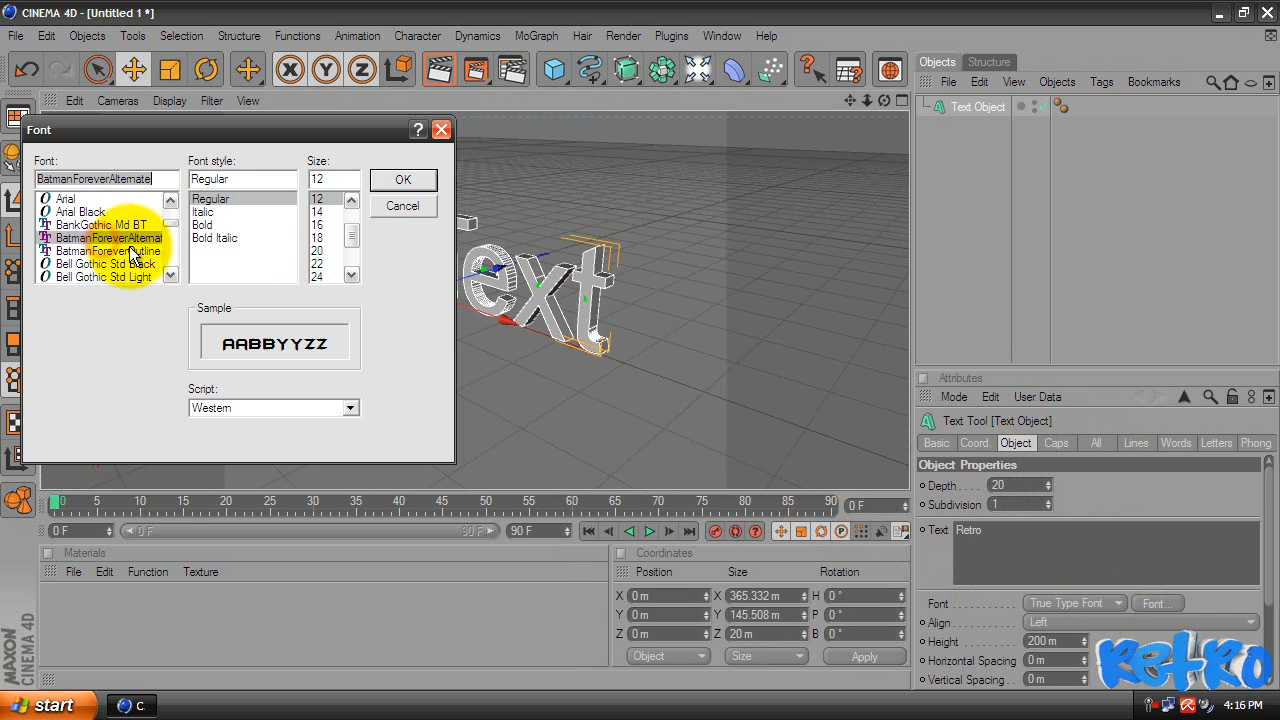 CINEMA 4D - [Untitled 1 *]
File Edit Objects Tools Selection Structure Functions Animation Character Dynamics MoGraph Hair Render Plugins Window Help
X Y Z
Objects Structure
File Edit View Objects Tags Bookmarks
Text Object
Edit Cameras Display Filter View
Font
?
Font: Font style: Size:
BatmanForeverAlternate Regular 12
OK
Cancel
Arial
Arial Black
BankGothic Md BT
BatmanForeverAlternat
BatmanForeverOutline
Bell Gothic Std Black
Bell Gothic Std Light
Regular
Italic
Bold
Bold Italic
12
14
16
18
20
22
24
Sample
AABBYYZZ
Script:
Western
ext
Attributes
Mode Edit User Data
Text Tool [Text Object]
Basic Coord. Object Caps All Lines Words Letters Phong
Object Properties
Depth 20
Subdivision 1
Text Retro
Font True Type Font Font...
Align Left
Height 200 m
Horizontal Spacing 0 m
Vertical Spacing 0 m
Retro
0 5 10 15 20 25 30 35 40 45 50 55 60 65 70 75 80 85 90 0 F
0 F 0 F 90 F
Materials
File Edit Function Texture
Coordinates
Position Size Rotation
X 0 m X 365.332 m H 0 °
Y 0 m Y 145.508 m P 0 °
Z 0 m Z 20 m B 0 °
Object Size Apply
MAXON
CINEMA 4D
start C 4:16 PM